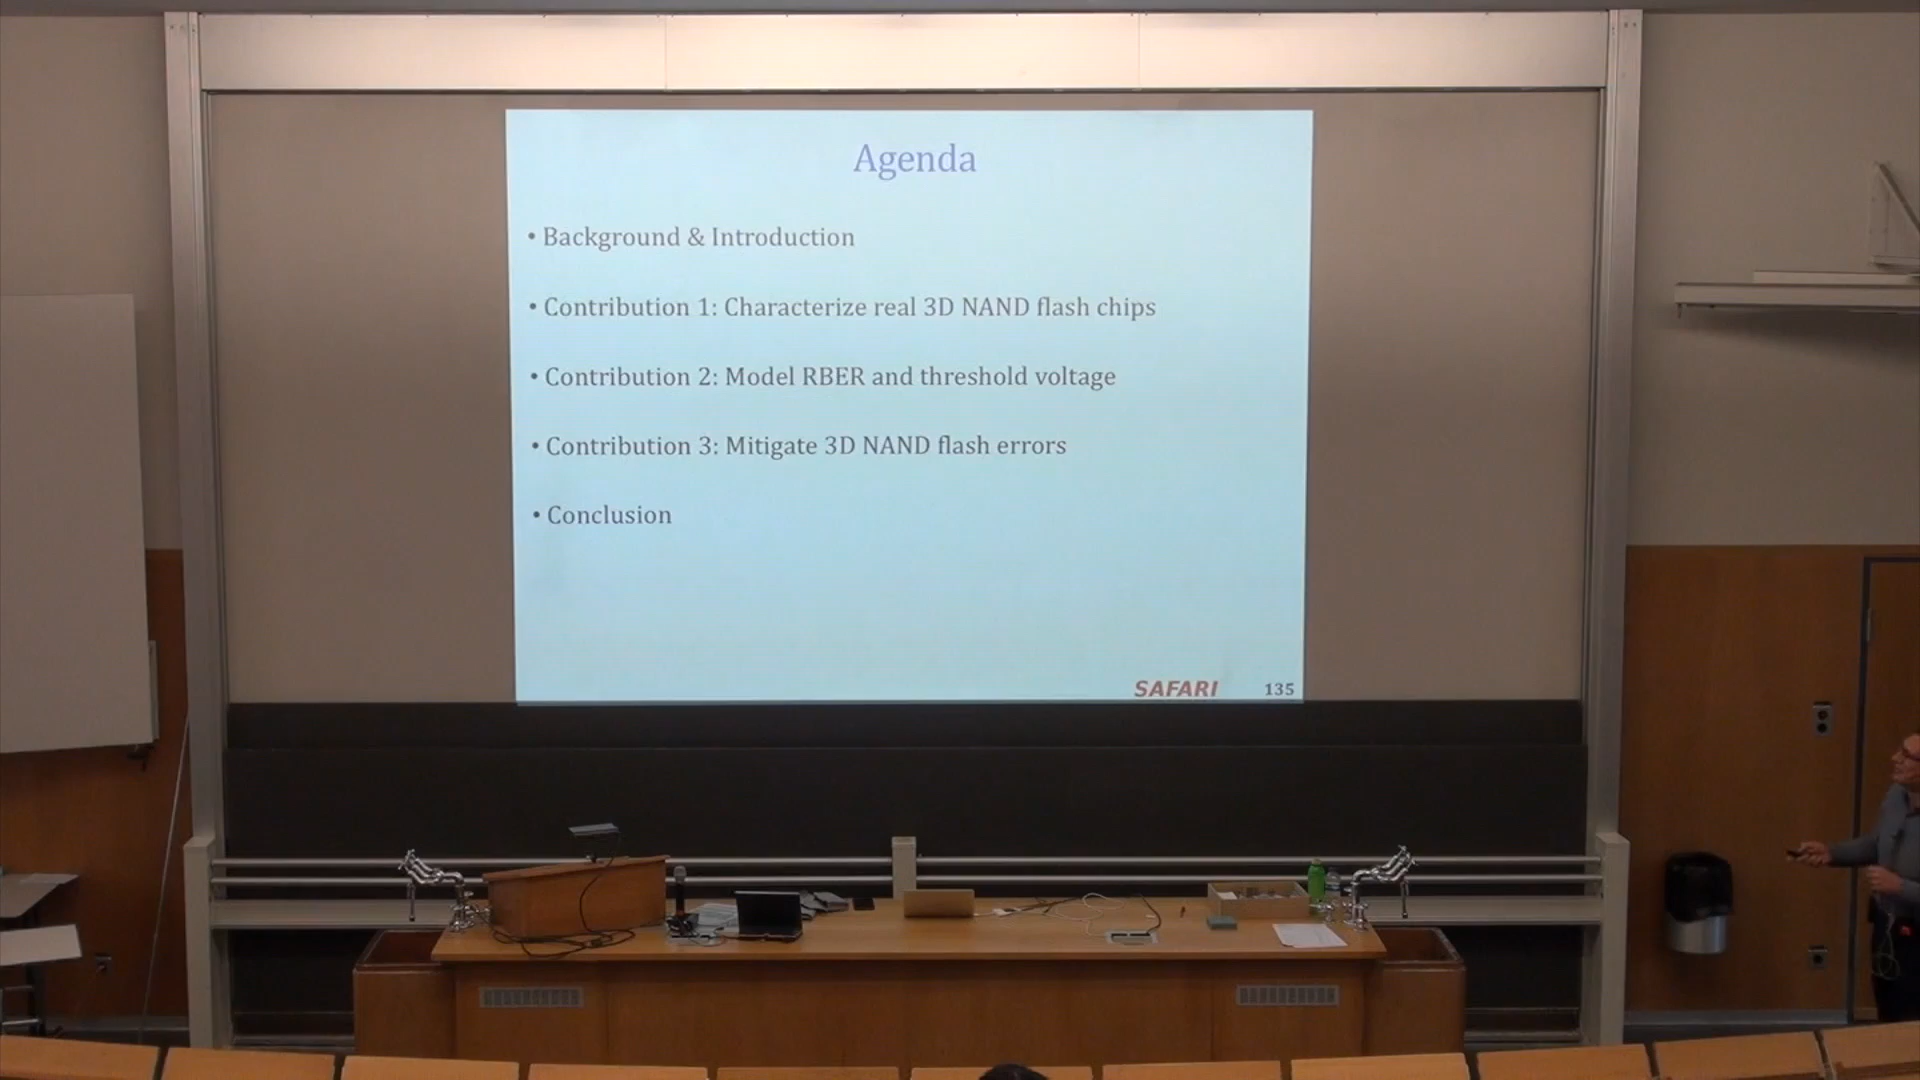 Agenda
• Background & Introduction
• Contribution 1: Characterize real 3D NAND flash chips
• Contribution 2: Model RBER and threshold voltage
• Contribution 3: Mitigate 3D NAND flash errors
• Conclusion
SAFARI 135